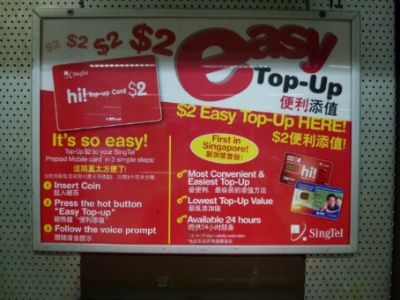 $2 $2 $2 $2
easy
Top-Up
便利添值
SingTel
hi! Top-up Card $2
$2 Easy Top-Up HERE!
$2便利添值!
It's so easy!
Top-Up $2 to your SingTel
Prepaid Mobile card in 3 simple steps:
这简直太方便了!
1 Insert Coin
投入硬币
2 Press the hot button
"Easy Top-up"
按热键 "便利添值"
3 Follow the voice prompt
跟随语音提示
First in
Singapore!
新加坡首创!
Most Convenient &
Easiest Top-Up
最便利、最容易的添值方法
Lowest Top-Up Value
最低添加值
Available 24 hours
提供24小时服务
hi!
SingTel